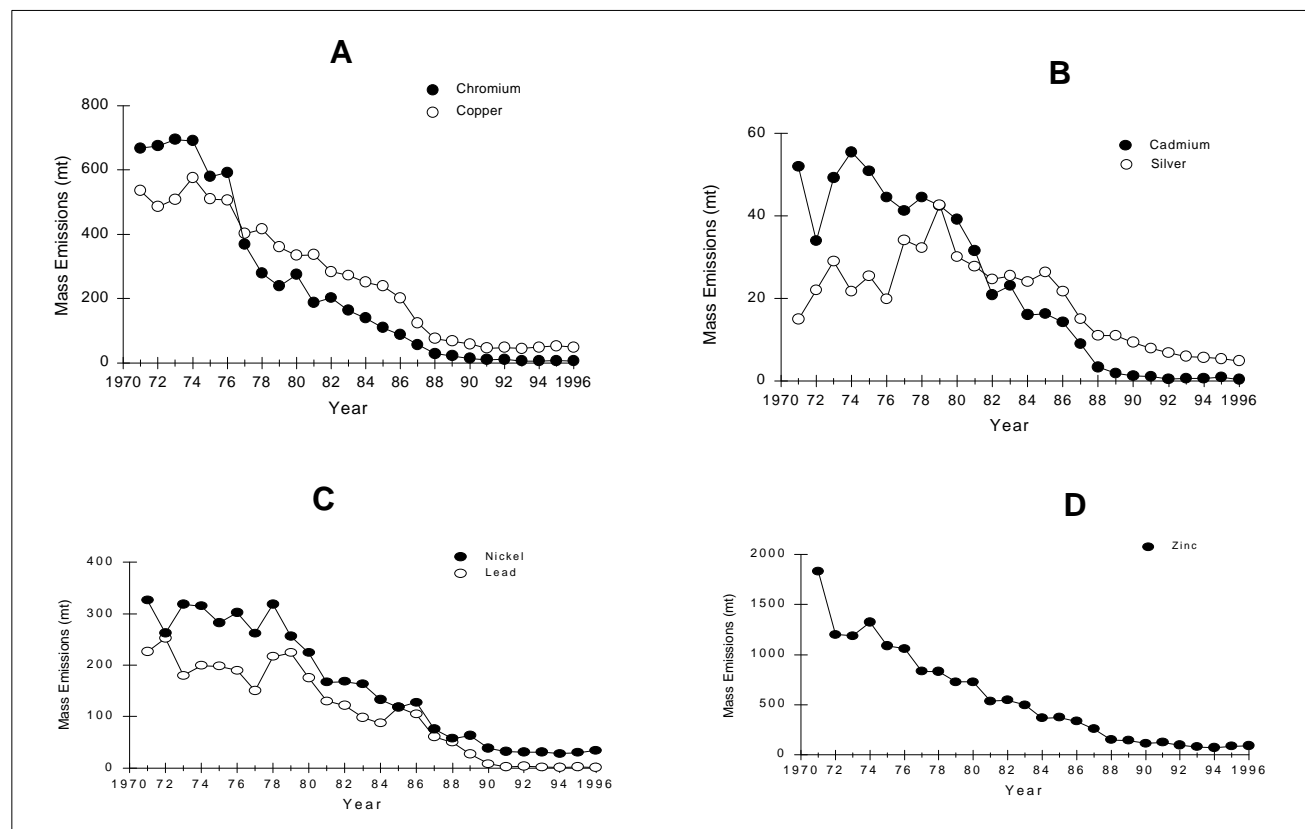 A
Chromium
Copper
800
600
400
200
0
Mass Emissions (mt)
1970 72 74 76 78 80 82 84 86 88 90 92 94 1996
Year
B
Cadmium
Silver
60
40
20
0
Mass Emissions (mt)
1970 72 74 76 78 80 82 84 86 88 90 92 94 1996
Year
C
Nickel
Lead
400
300
200
100
0
Mass Emissions (mt)
1970 72 74 76 78 80 82 84 86 88 90 92 94 1996
Year
D
Zinc
2000
1500
1000
500
0
Mass Emissions (mt)
1970 72 74 76 78 80 82 84 86 88 90 92 94 1996
Year